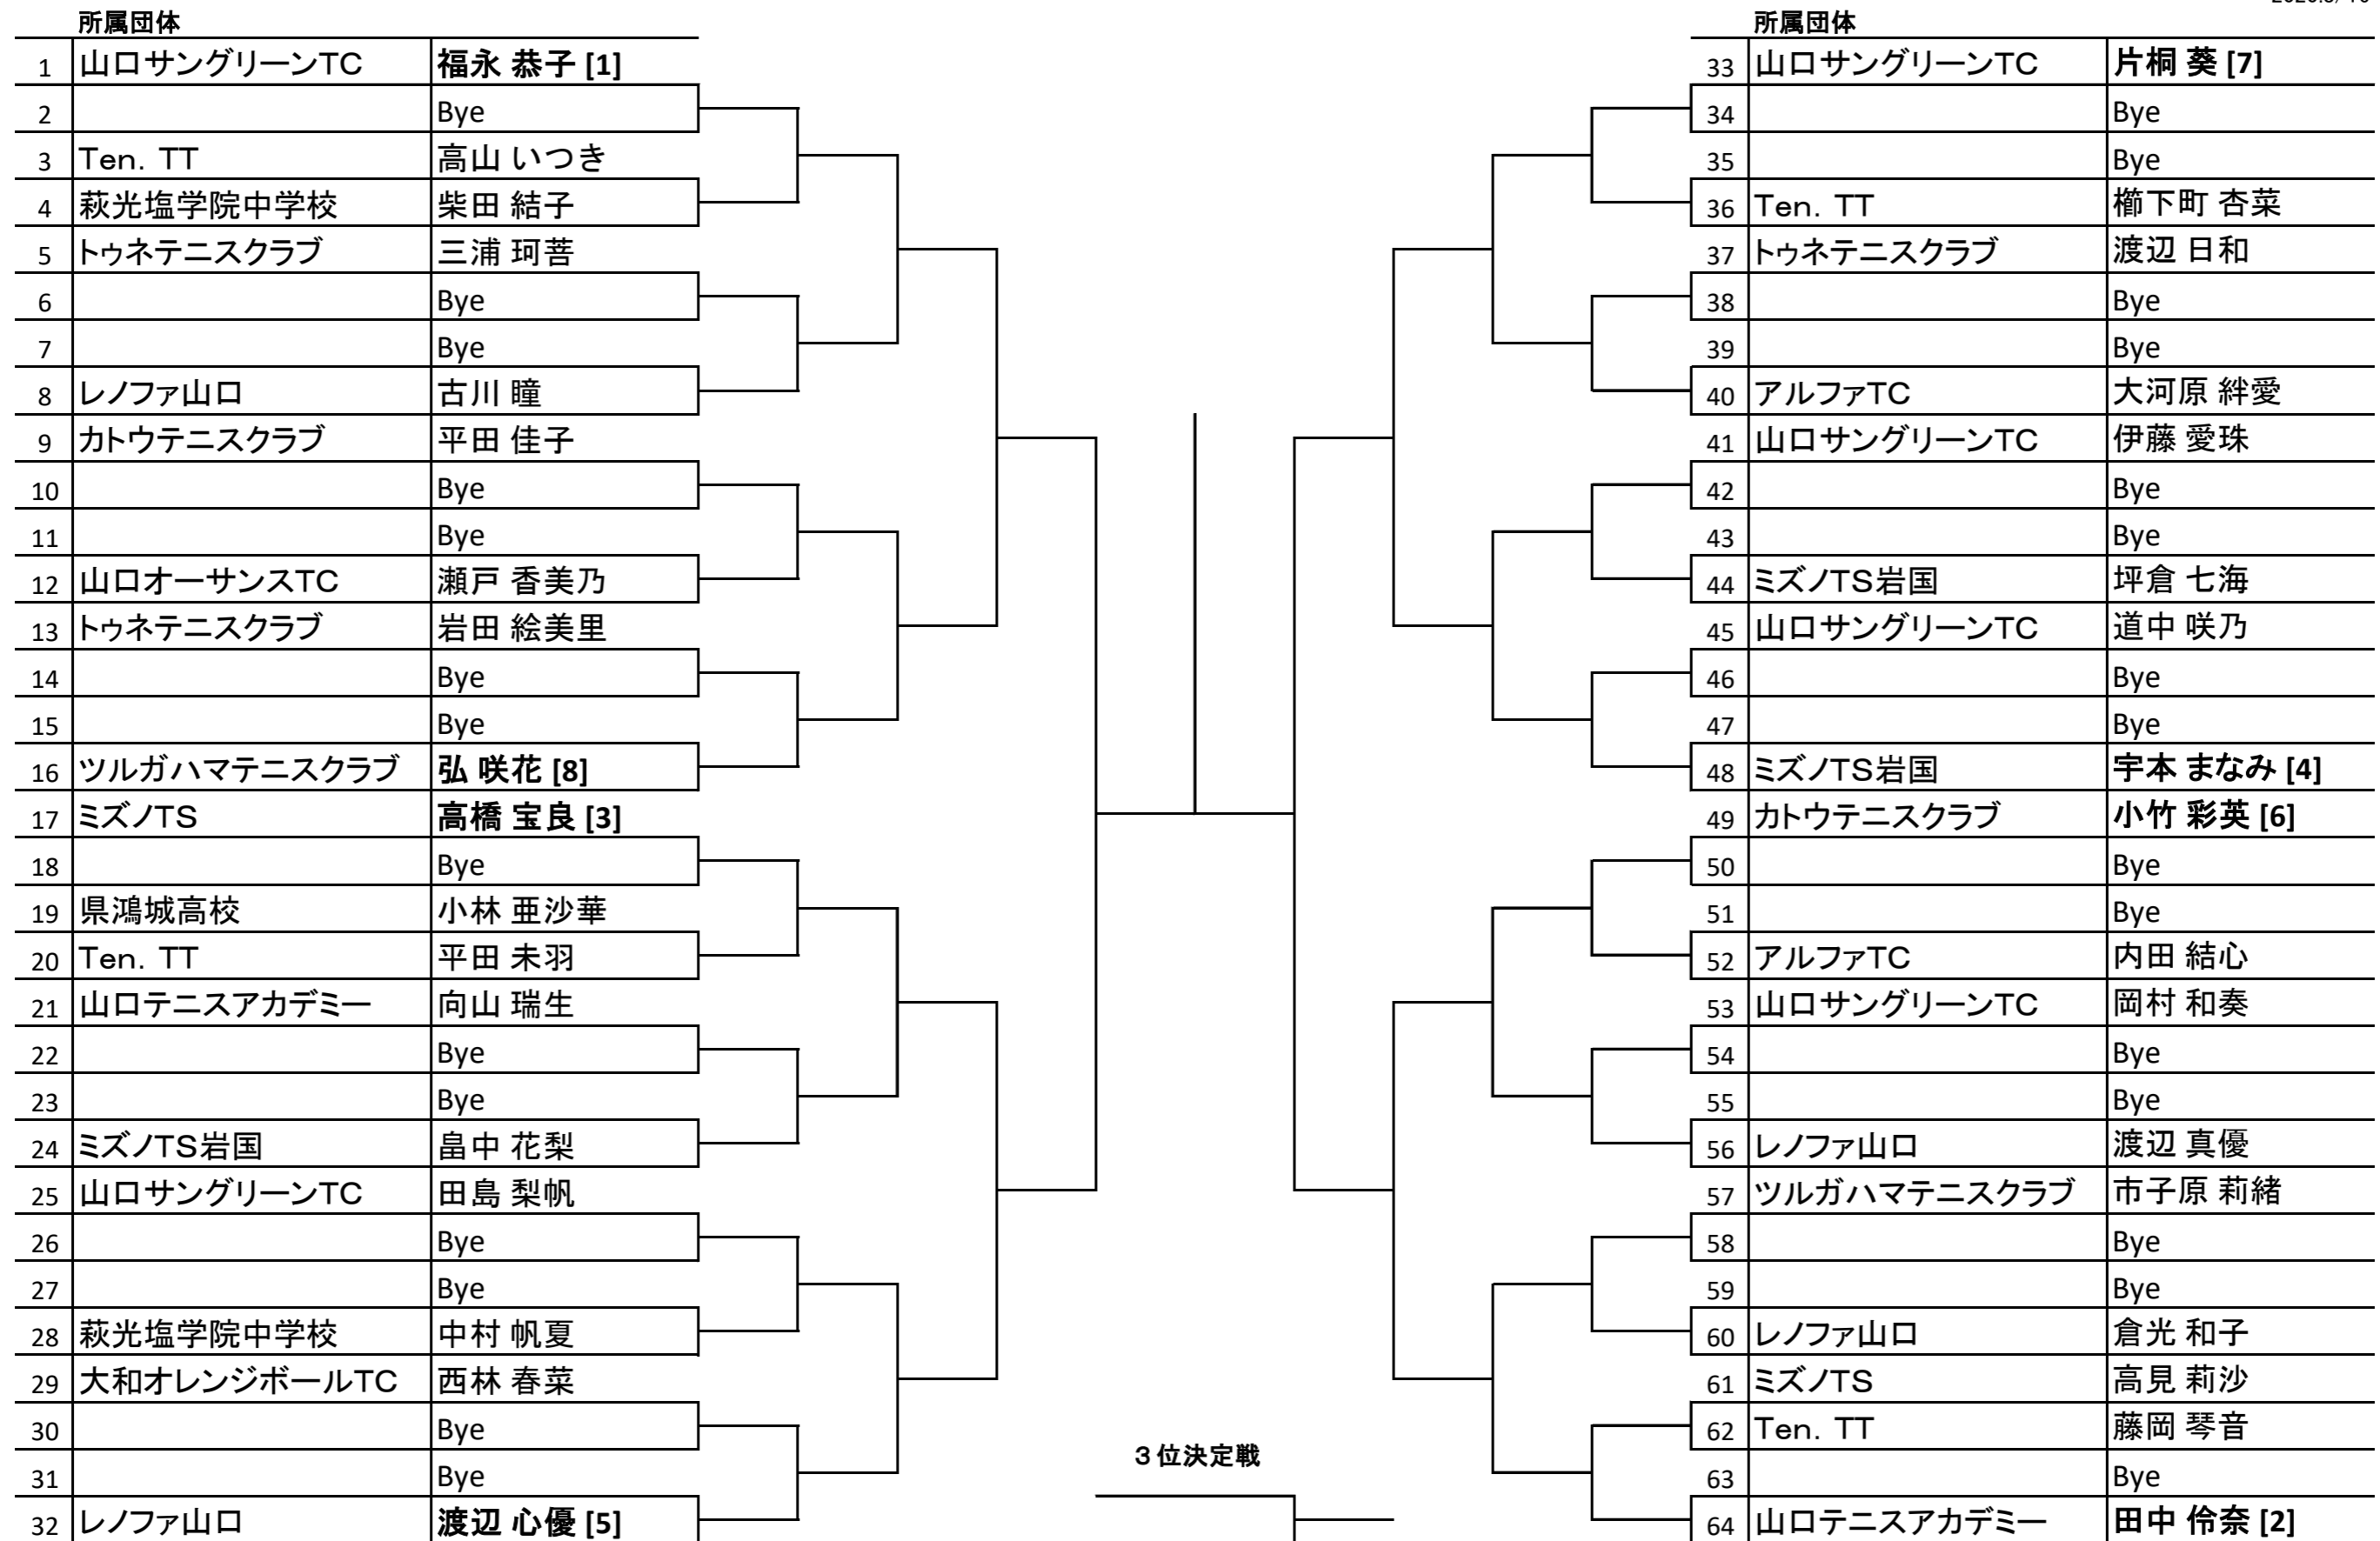 所属団体
1 山口サングリーンTC 福永 恭子 [1]
2 Bye
3 Ten. TT 高山 いつき
4 萩光塩学院中学校 柴田 結子
5 トゥネテニスクラブ 三浦 珂菩
6 Bye
7 Bye
8 レノファ山口 古川 瞳
9 カトウテニスクラブ 平田 佳子
10 Bye
11 Bye
12 山口オーサンスTC 瀬戸 香美乃
13 トゥネテニスクラブ 岩田 絵美里
14 Bye
15 Bye
16 ツルガハマテニスクラブ 弘 咲花 [8]
17 ミズノTS 高橋 宝良 [3]
18 Bye
19 県鴻城高校 小林 亜沙華
20 Ten. TT 平田 未羽
21 山口テニスアカデミー 向山 瑞生
22 Bye
23 Bye
24 ミズノTS岩国 畠中 花梨
25 山口サングリーンTC 田島 梨帆
26 Bye
27 Bye
28 萩光塩学院中学校 中村 帆夏
29 大和オレンジボールTC 西林 春菜
30 Bye
31 Bye
32 レノファ山口 渡辺 心優 [5]
3位決定戦
所属団体
33 山口サングリーンTC 片桐 葵 [7]
34 Bye
35 Bye
36 Ten. TT 櫛下町 杏菜
37 トゥネテニスクラブ 渡辺 日和
38 Bye
39 Bye
40 アルファTC 大河原 絆愛
41 山口サングリーンTC 伊藤 愛珠
42 Bye
43 Bye
44 ミズノTS岩国 坪倉 七海
45 山口サングリーンTC 道中 咲乃
46 Bye
47 Bye
48 ミズノTS岩国 宇本 まなみ [4]
49 カトウテニスクラブ 小竹 彩英 [6]
50 Bye
51 Bye
52 アルファTC 内田 結心
53 山口サングリーンTC 岡村 和奏
54 Bye
55 Bye
56 レノファ山口 渡辺 真優
57 ツルガハマテニスクラブ 市子原 莉緒
58 Bye
59 Bye
60 レノファ山口 倉光 和子
61 ミズノTS 高見 莉沙
62 Ten. TT 藤岡 琴音
63 Bye
64 山口テニスアカデミー 田中 伶奈 [2]